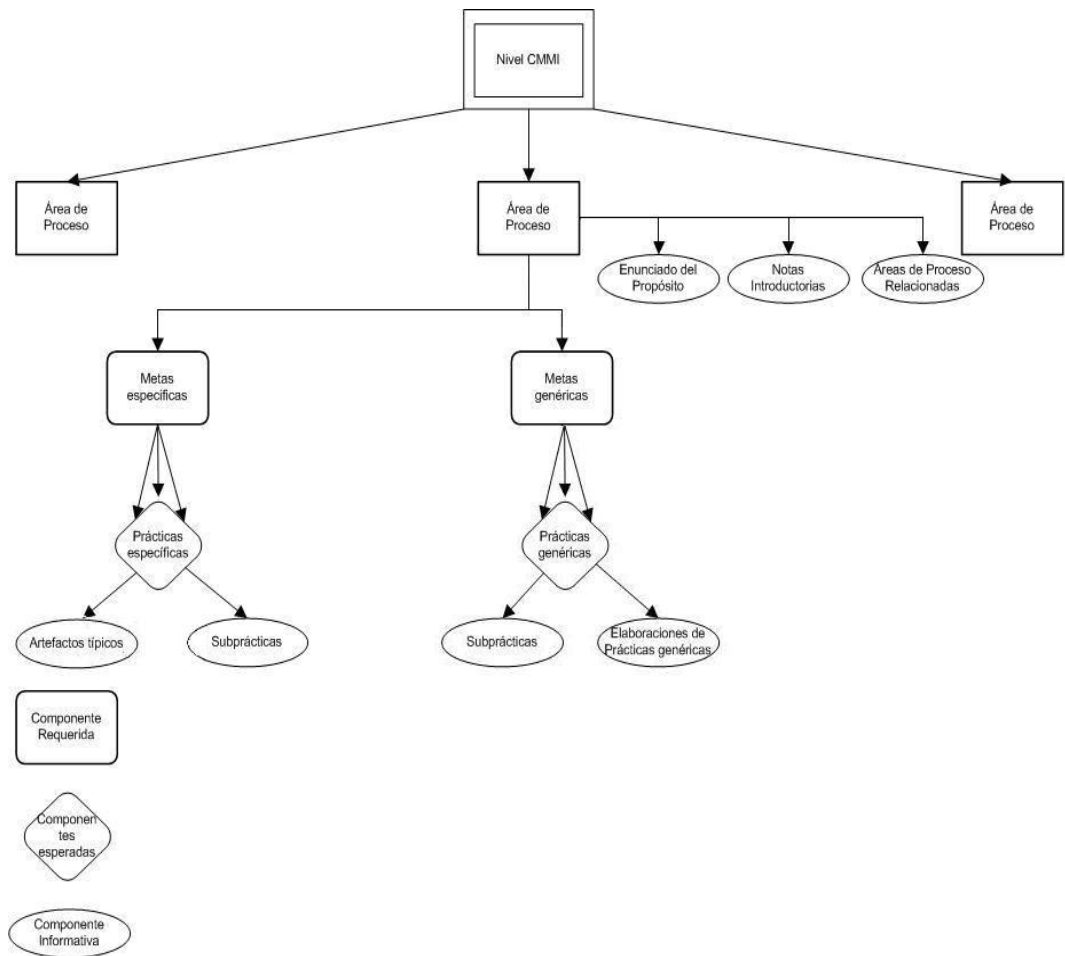 Nivel CMMI
Área de
Proceso
Área de
Proceso
Área de
Proceso
Enunciado del
Propósito
Notas
Introductorias
Áreas de Proceso
Relacionadas
Metas
especificas
Metas
genéricas
Prácticas
específicas
Prácticas
genéricas
Artefactos típicos
Subprácticas
Subprácticas
Elaboraciones de
Prácticas genéricas
Componente
Requerida
Componen
tes
esperadas
Componente
Informativa